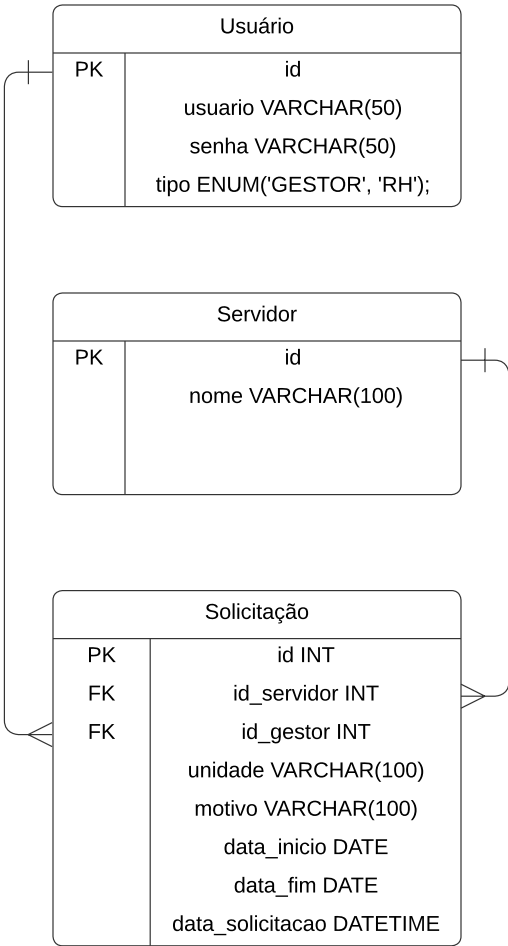 Usuário
PK id
usuario VARCHAR(50)
senha VARCHAR(50)
tipo ENUM('GESTOR', 'RH');
Servidor
PK id
nome VARCHAR(100)
Solicitação
PK id INT
FK id_servidor INT
FK id_gestor INT
unidade VARCHAR(100)
motivo VARCHAR(100)
data_inicio DATE
data_fim DATE
data_solicitacao DATETIME